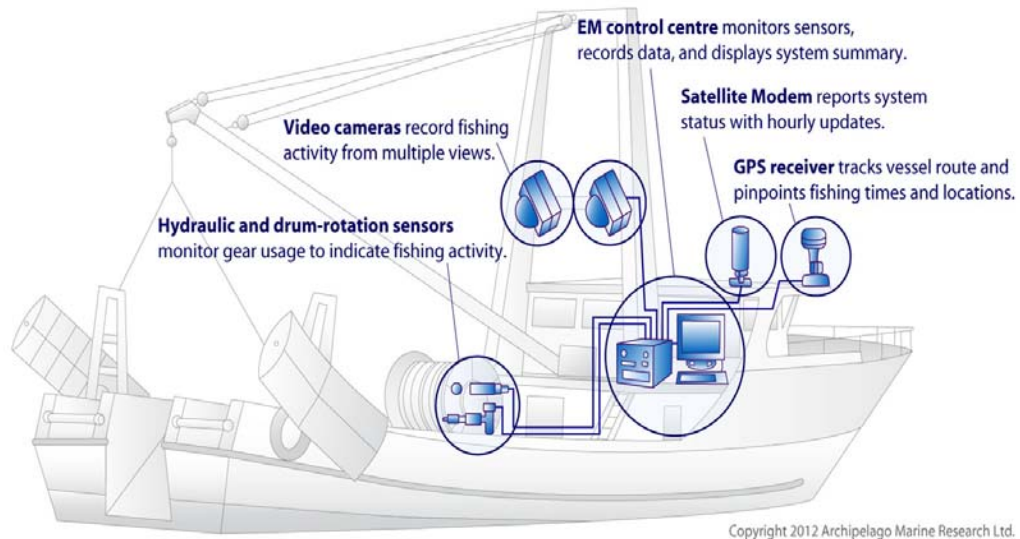 EM control centre monitors sensors,
records data, and displays system summary.
Satellite Modem reports system
status with hourly updates.
Video cameras record fishing
activity from multiple views.
GPS receiver tracks vessel route and
pinpoints fishing times and locations.
Hydraulic and drum-rotation sensors
monitor gear usage to indicate fishing activity.
Copyright 2012 Archipelago Marine Research Ltd.